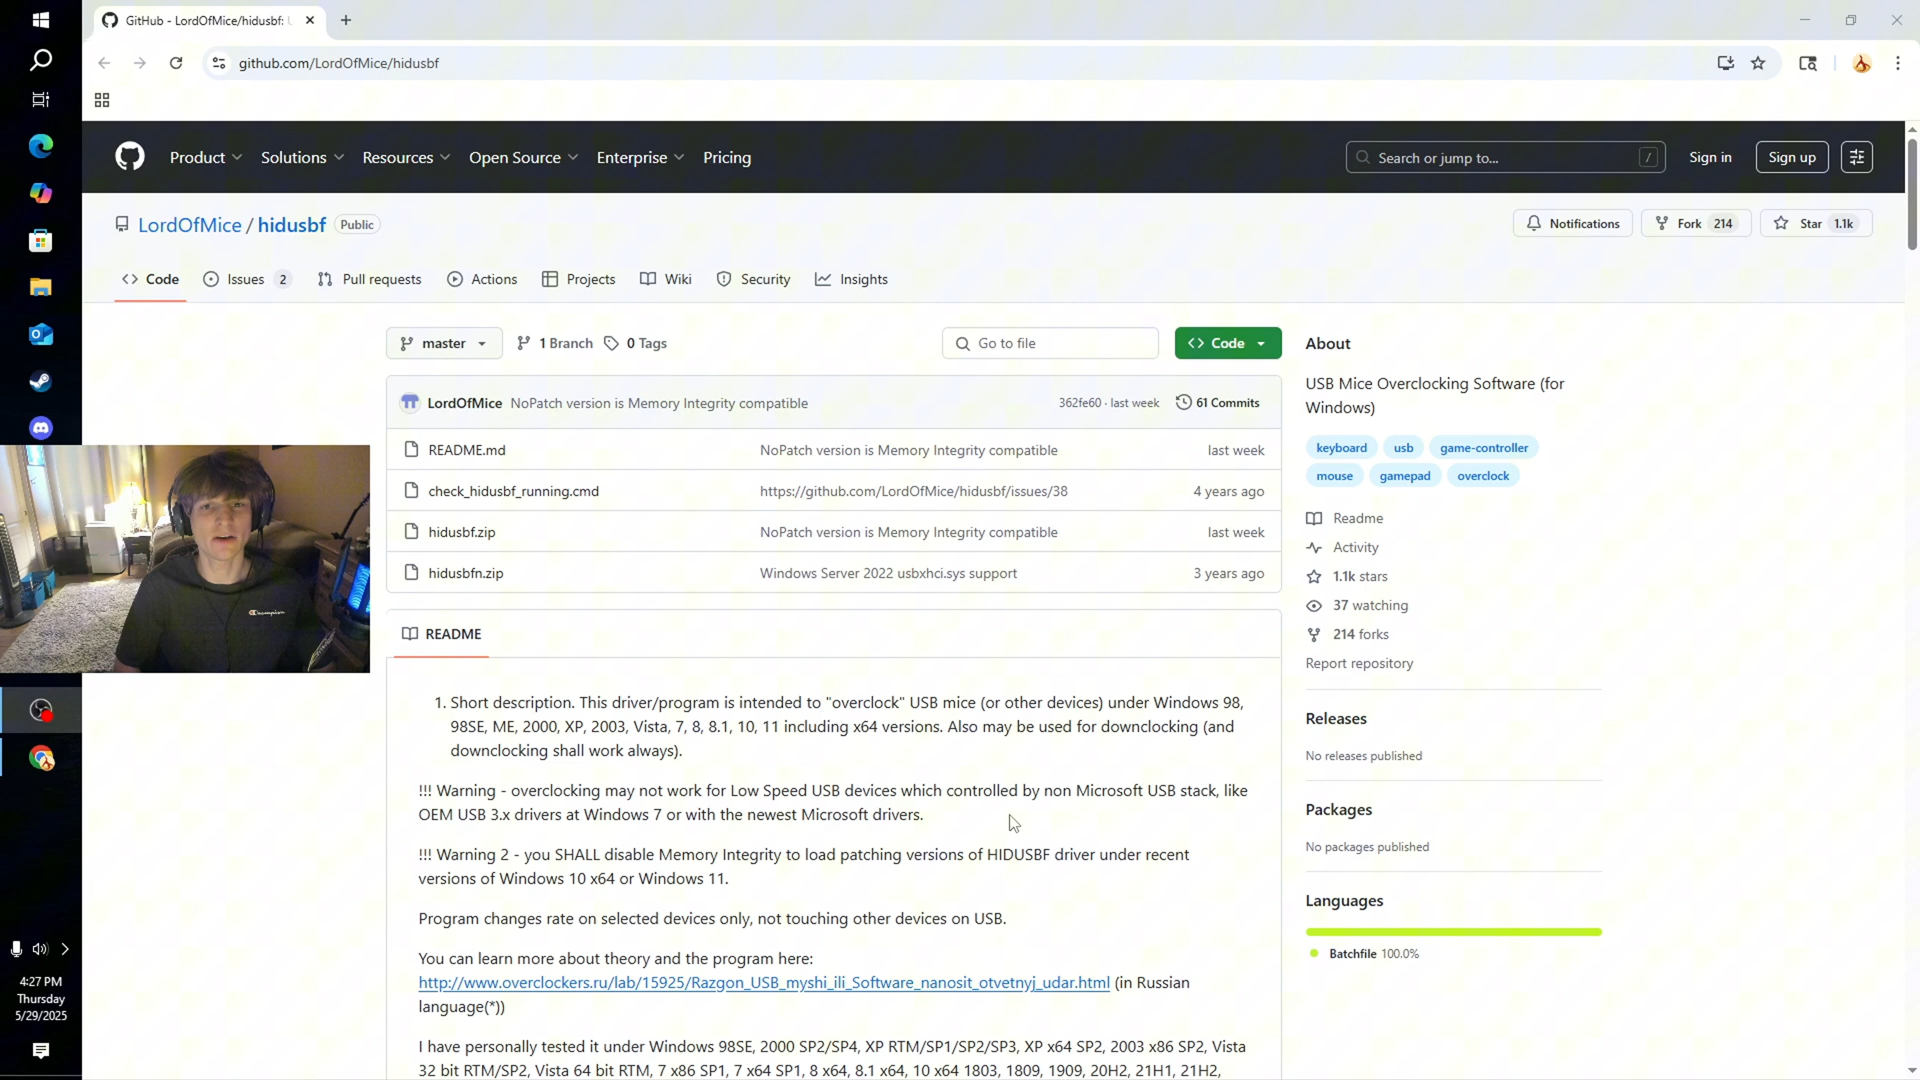 GitHub - LordOfMice/hidusbf:
github.com/LordOfMice/hidusbf
Product
Solutions
Resources
Open Source
Enterprise
Pricing
Search or jump to...
/
Sign in
Sign up
LordOfMice / hidusbf
Public
Notifications
Fork 214
Star 1.1k
Code
Issues 2
Pull requests
Actions
Projects
Wiki
Security
Insights
master
1 Branch
0 Tags
Go to file
Code
LordOfMice NoPatch version is Memory Integrity compatible 362fe60 · last week 61 Commits
README.md NoPatch version is Memory Integrity compatible last week
check_hidusbf_running.cmd https://github.com/LordOfMice/hidusbf/issues/38 4 years ago
hidusbf.zip NoPatch version is Memory Integrity compatible last week
hidusbfn.zip Windows Server 2022 usbxhci.sys support 3 years ago
README
1. Short description. This driver/program is intended to "overclock" USB mice (or other devices) under Windows 98,
98SE, ME, 2000, XP, 2003, Vista, 7, 8, 8.1, 10, 11 including x64 versions. Also may be used for downclocking (and
downclocking shall work always).
!!! Warning - overclocking may not work for Low Speed USB devices which controlled by non Microsoft USB stack, like
OEM USB 3.x drivers at Windows 7 or with the newest Microsoft drivers.
!!! Warning 2 - you SHALL disable Memory Integrity to load patching versions of HIDUSBF driver under recent
versions of Windows 10 x64 or Windows 11.
Program changes rate on selected devices only, not touching other devices on USB.
You can learn more about theory and the program here:
http://www.overclockers.ru/lab/15925/Razgon_USB_myshi_ili_Software_nanosit_otvetnyj_udar.html (in Russian
language(*))
I have personally tested it under Windows 98SE, 2000 SP2/SP4, XP RTM/SP1/SP2/SP3, XP x64 SP2, 2003 x86 SP2, Vista
32 bit RTM/SP2, Vista 64 bit RTM, 7 x86 SP1, 7 x64 SP1, 8 x64, 8.1 x64, 10 x64 1803, 1809, 1909, 20H2, 21H1, 21H2,
About
USB Mice Overclocking Software (for
Windows)
keyboard
usb
game-controller
mouse
gamepad
overclock
Readme
Activity
1.1k stars
37 watching
214 forks
Report repository
Releases
No releases published
Packages
No packages published
Languages
Batchfile 100.0%
Champion
4:27 PM
Thursday
5/29/2025